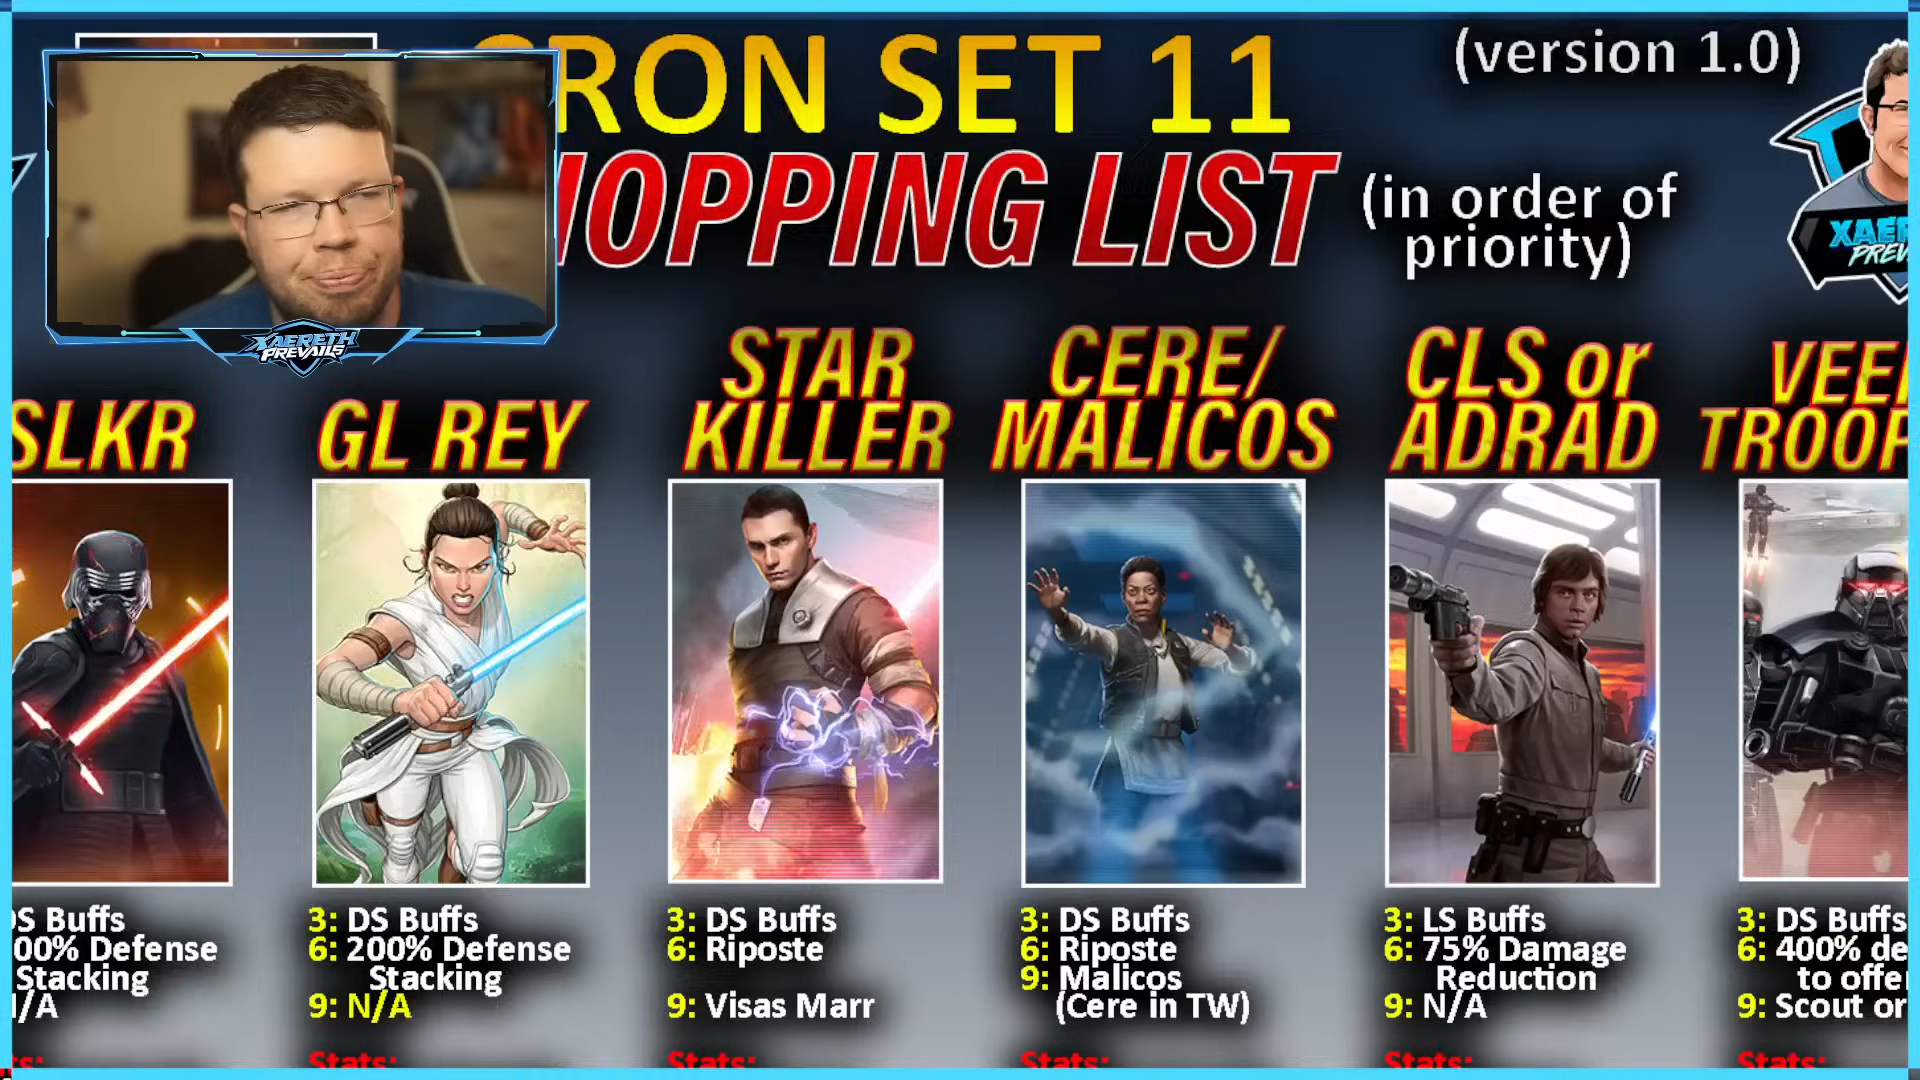 RON SET 11
(version 1.0)
HOPPING LIST
(in order of
priority)
XAERETH
PREVAILS
SLKR
GL REY
STAR
KILLER
CERE/
MALICOS
CLS or
ADRAD
DS Buffs
00% Defense
Stacking
/A
3: DS Buffs
6: 200% Defense
Stacking
9: N/A
3: DS Buffs
6: Riposte
9: Visas Marr
3: DS Buffs
6: Riposte
9: Malicos
(Cere in TW)
3: LS Buffs
6: 75% Damage
Reduction
9: N/A
3: DS Buffs
6: 400% de
to offe
9: Scout or
Stats:
Stats:
Stats:
Stats:
Stats: